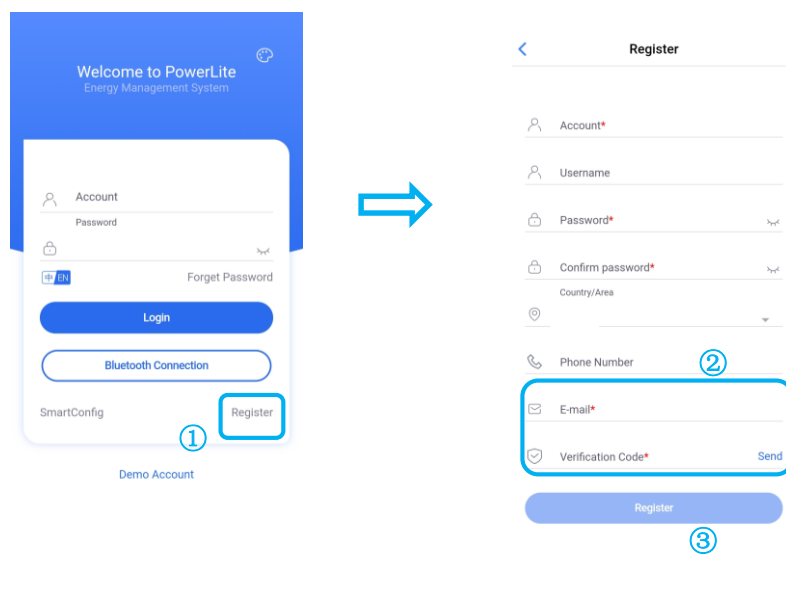 Welcome to PowerLite
Energy Management System
Account
Password
中 EN
Forget Password
Login
Bluetooth Connection
SmartConfig
Register
①
Demo Account
Register
Account*
Username
Password*
Confirm password*
Country/Area
Phone Number
②
E-mail*
Verification Code* Send
Register
③